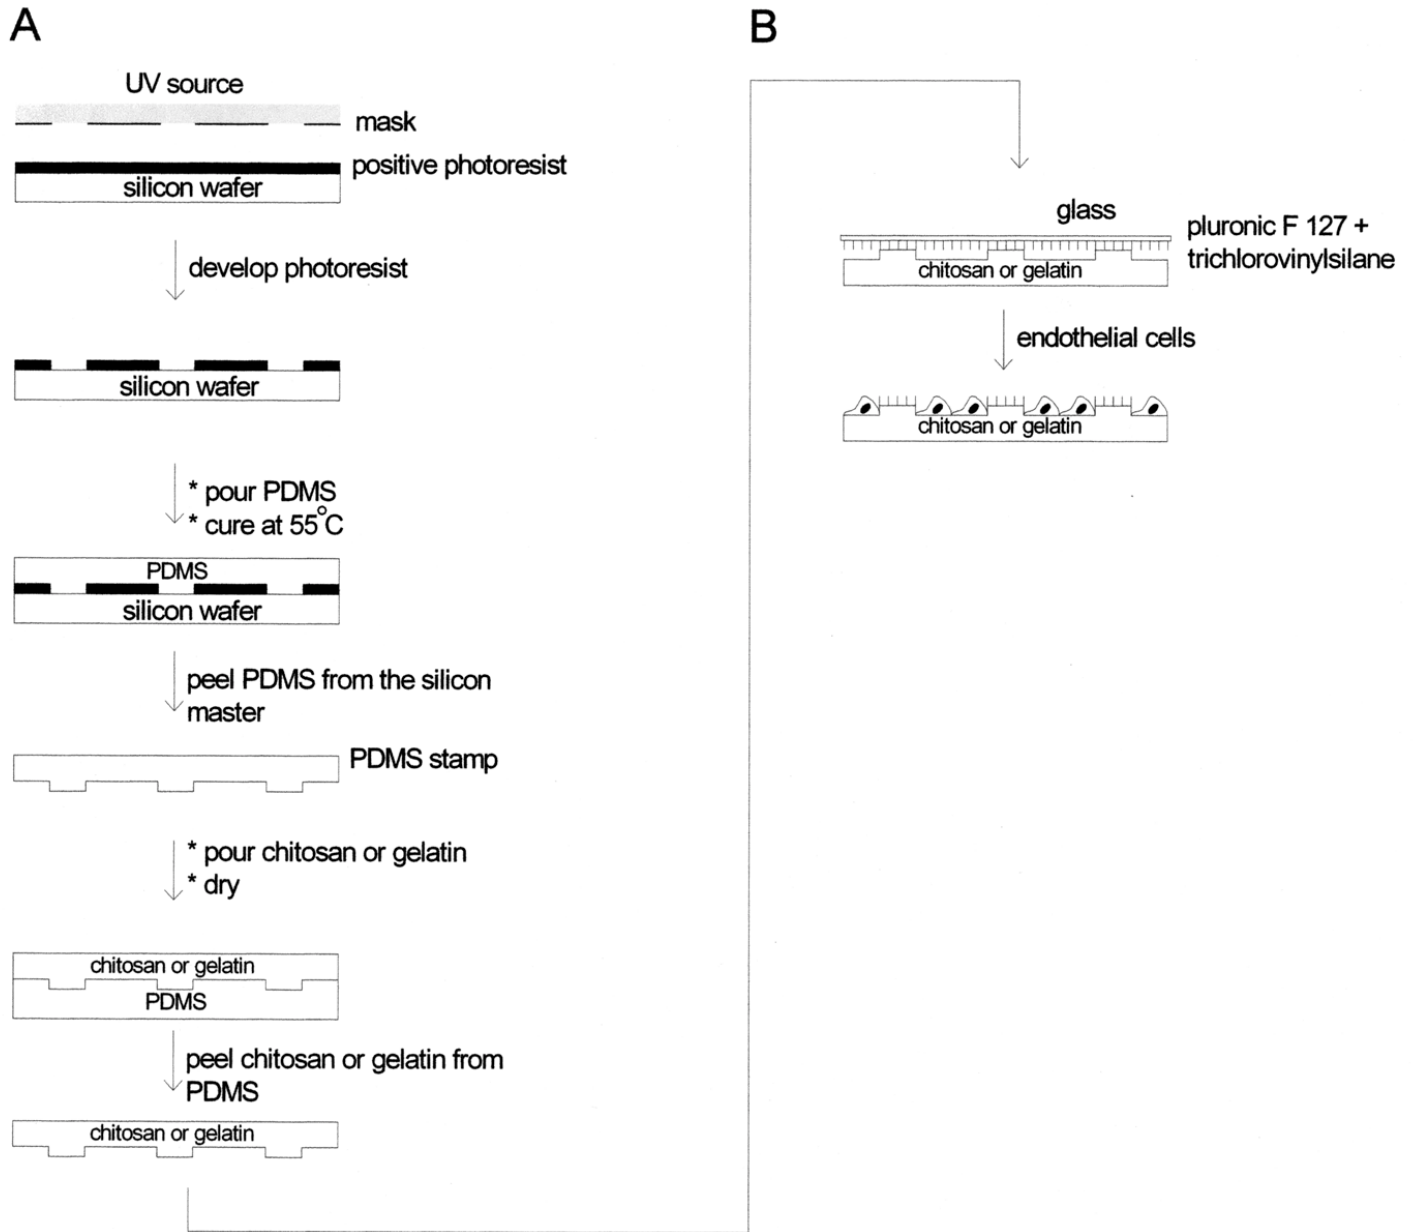 A
UV source
mask
positive photoresist
silicon wafer
develop photoresist
silicon wafer
* pour PDMS
* cure at 55°C
PDMS
silicon wafer
peel PDMS from the silicon
master
PDMS stamp
* pour chitosan or gelatin
* dry
chitosan or gelatin
PDMS
peel chitosan or gelatin from
PDMS
chitosan or gelatin
B
glass
pluronic F 127 +
trichlorovinylsilane
chitosan or gelatin
endothelial cells
chitosan or gelatin